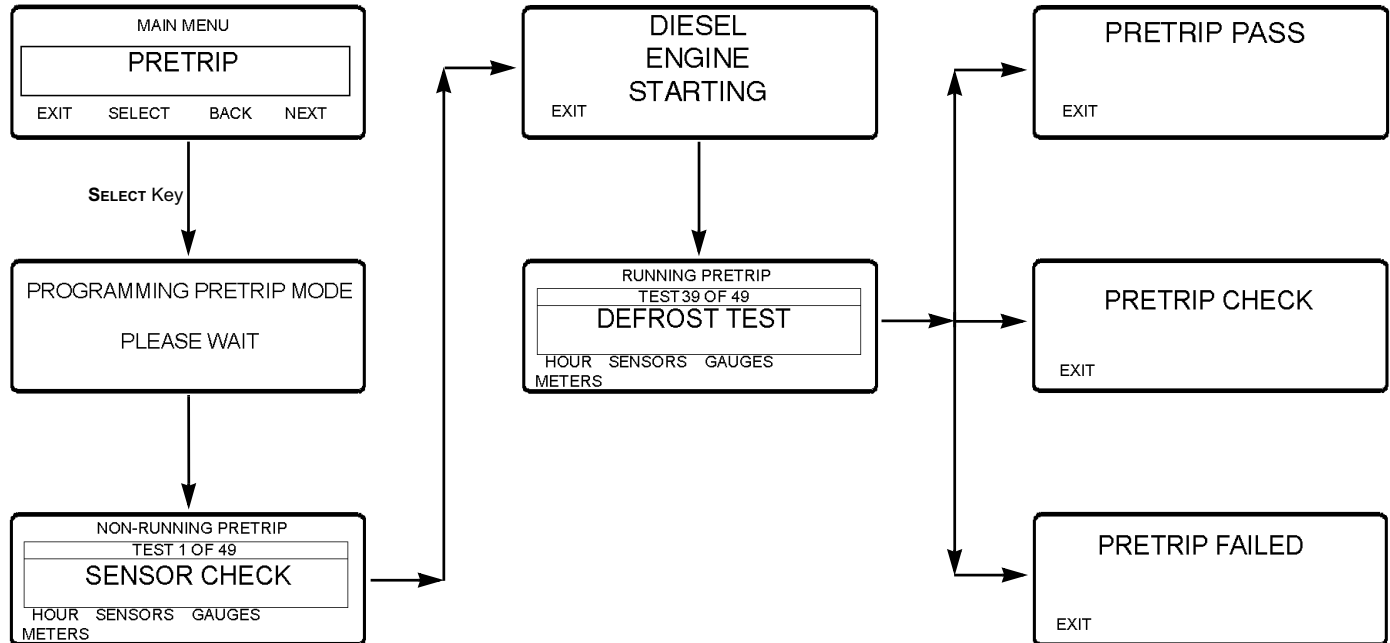 MAIN MENU
PRETRIP
EXIT SELECT BACK NEXT
SELECT Key
PROGRAMMING PRETRIP MODE
PLEASE WAIT
NON-RUNNING PRETRIP
TEST 1 OF 49
SENSOR CHECK
HOUR SENSORS GAUGES
METERS
DIESEL
ENGINE
STARTING
EXIT
RUNNING PRETRIP
TEST 39 OF 49
DEFROST TEST
HOUR SENSORS GAUGES
METERS
PRETRIP PASS
EXIT
PRETRIP CHECK
EXIT
PRETRIP FAILED
EXIT